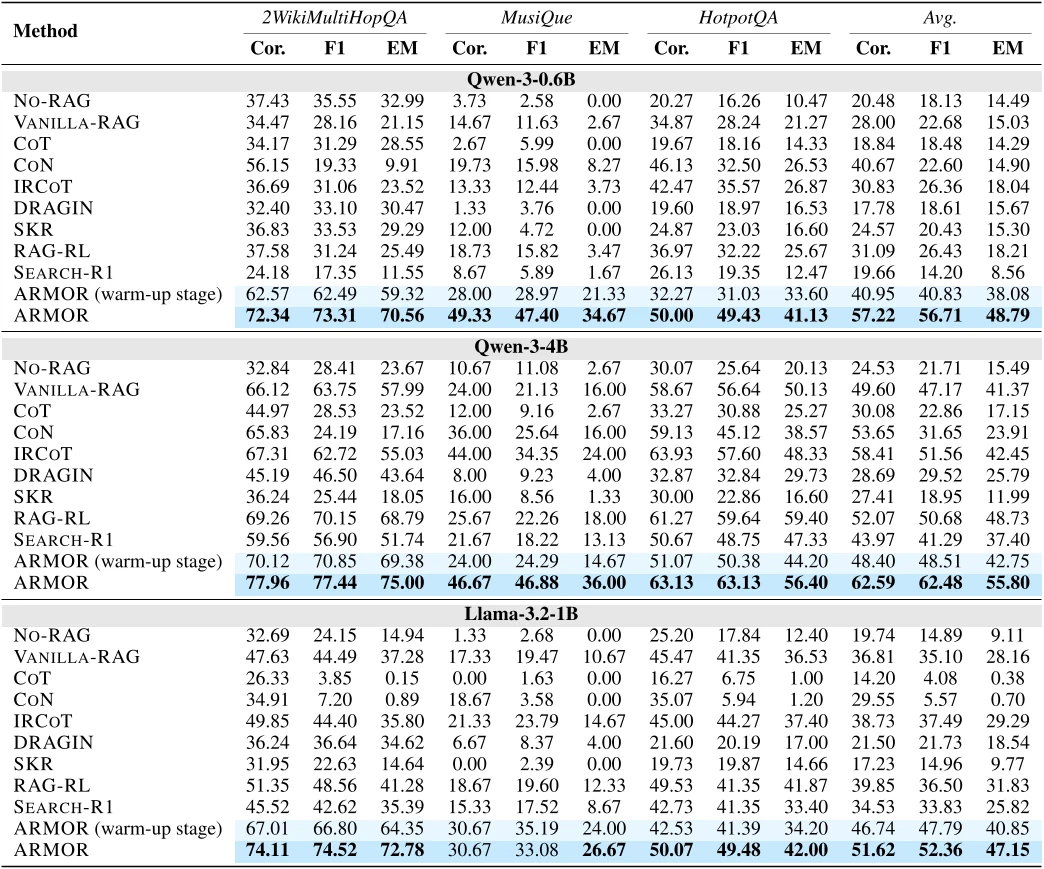 Method 2WikiMultiHopQA MusiQue HotpotQA Avg.
Cor. F1 EM Cor. F1 EM Cor. F1 EM Cor. F1 EM
Qwen-3-0.6B
NO-RAG 37.43 35.55 32.99 3.73 2.58 0.00 20.27 16.26 10.47 20.48 18.13 14.49
VANILLA-RAG 34.47 28.16 21.15 14.67 11.63 2.67 34.87 28.24 21.27 28.00 22.68 15.03
COT 34.17 31.29 28.55 2.67 5.99 0.00 19.67 18.16 14.33 18.84 18.48 14.29
CON 56.15 19.33 9.91 19.73 15.98 8.27 46.13 32.50 26.53 40.67 22.60 14.90
IRCOT 36.69 31.06 23.52 13.33 12.44 3.73 42.47 35.57 26.87 30.83 26.36 18.04
DRAGIN 32.40 33.10 30.47 1.33 3.76 0.00 19.60 18.97 16.53 17.78 18.61 15.67
SKR 36.83 33.53 29.29 12.00 4.72 0.00 24.87 23.03 16.60 24.57 20.43 15.30
RAG-RL 37.58 31.24 25.49 18.73 15.82 3.47 36.97 32.22 25.67 31.09 26.43 18.21
SEARCH-R1 24.18 17.35 11.55 8.67 5.89 1.67 26.13 19.35 12.47 19.66 14.20 8.56
ARMOR (warm-up stage) 62.57 62.49 59.32 28.00 28.97 21.33 32.27 31.03 33.60 40.95 40.83 38.08
ARMOR 72.34 73.31 70.56 49.33 47.40 34.67 50.00 49.43 41.13 57.22 56.71 48.79
Qwen-3-4B
NO-RAG 32.84 28.41 23.67 10.67 11.08 2.67 30.07 25.64 20.13 24.53 21.71 15.49
VANILLA-RAG 66.12 63.75 57.99 24.00 21.13 16.00 58.67 56.64 50.13 49.60 47.17 41.37
COT 44.97 28.53 23.52 12.00 9.16 2.67 33.27 30.88 25.27 30.08 22.86 17.15
CON 65.83 24.19 17.16 36.00 25.64 16.00 59.13 45.12 38.57 53.65 31.65 23.91
IRCOT 67.31 62.72 55.03 44.00 34.35 24.00 63.93 57.60 48.33 58.41 51.56 42.45
DRAGIN 45.19 46.50 43.64 8.00 9.23 4.00 32.87 32.84 29.73 28.69 29.52 25.79
SKR 36.24 25.44 18.05 16.00 8.56 1.33 30.00 22.86 16.60 27.41 18.95 11.99
RAG-RL 69.26 70.15 68.79 25.67 22.26 18.00 61.27 59.64 59.40 52.07 50.68 48.73
SEARCH-R1 59.56 56.90 51.74 21.67 18.22 13.13 50.67 48.75 47.33 43.97 41.29 37.40
ARMOR (warm-up stage) 70.12 70.85 69.38 24.00 24.29 14.67 51.07 50.38 44.20 48.40 48.51 42.75
ARMOR 77.96 77.44 75.00 46.67 46.88 36.00 63.13 63.13 56.40 62.59 62.48 55.80
Llama-3.2-1B
NO-RAG 32.69 24.15 14.94 1.33 2.68 0.00 25.20 17.84 12.40 19.74 14.89 9.11
VANILLA-RAG 47.63 44.49 37.28 17.33 19.47 10.67 45.47 41.35 36.53 36.81 35.10 28.16
COT 26.33 3.85 0.15 0.00 1.63 0.00 16.27 6.75 1.00 14.20 4.08 0.38
CON 34.91 7.20 0.89 18.67 3.58 0.00 35.07 5.94 1.20 29.55 5.57 0.70
IRCOT 49.85 44.40 35.80 21.33 23.79 14.67 45.00 44.27 37.40 38.73 37.49 29.29
DRAGIN 36.24 36.64 34.62 6.67 8.37 4.00 21.60 20.19 17.00 21.50 21.73 18.54
SKR 31.95 22.63 14.64 0.00 2.39 0.00 19.73 19.87 14.66 17.23 14.96 9.77
RAG-RL 51.35 48.56 41.28 18.67 19.60 12.33 49.53 41.35 41.87 39.85 36.50 31.83
SEARCH-R1 45.52 42.62 35.39 15.33 17.52 8.67 42.73 41.35 33.40 34.53 33.83 25.82
ARMOR (warm-up stage) 67.01 66.80 64.35 30.67 35.19 24.00 42.53 41.39 34.20 46.74 47.79 40.85
ARMOR 74.11 74.52 72.78 30.67 33.08 26.67 50.07 49.48 42.00 51.62 52.36 47.15